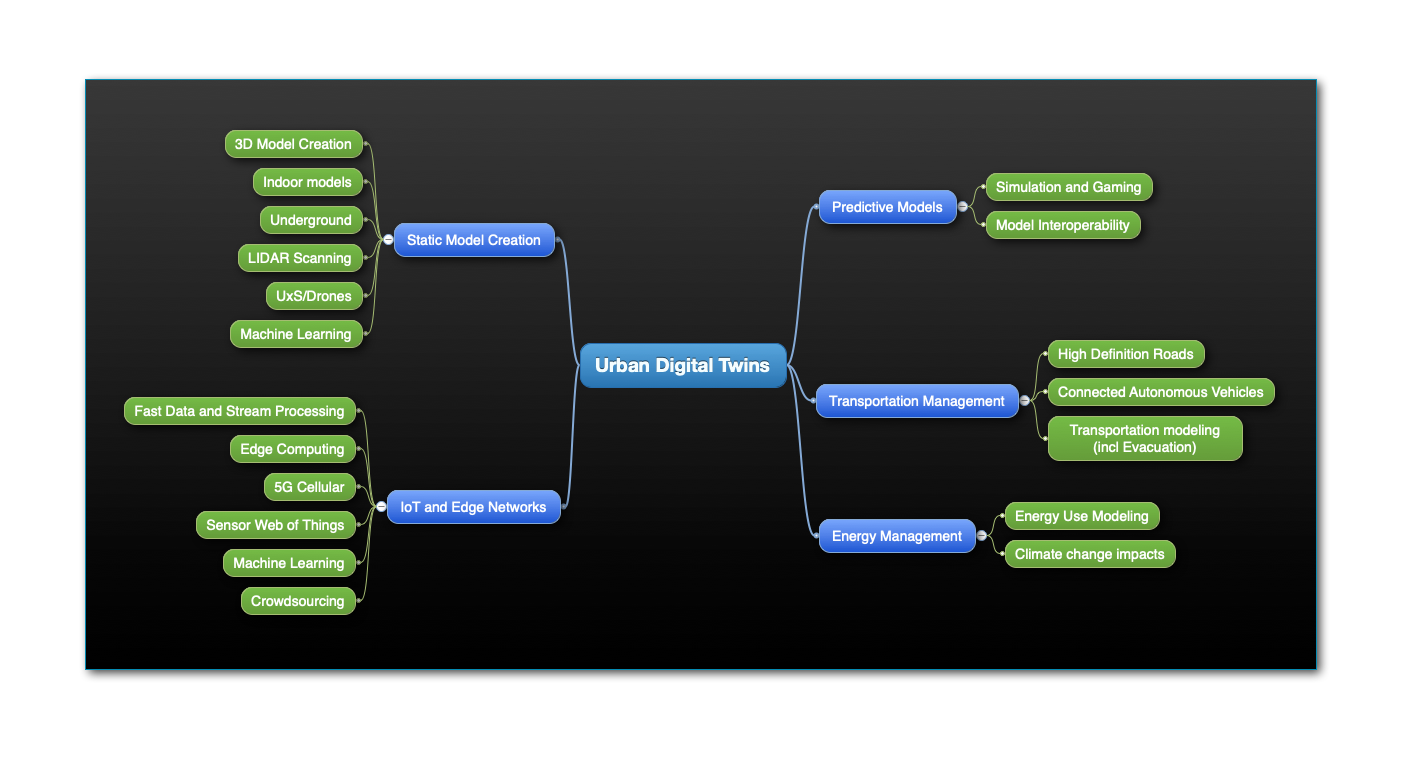 Urban Digital Twins
Static Model Creation
3D Model Creation
Indoor models
Underground
LIDAR Scanning
UxS/Drones
Machine Learning
IoT and Edge Networks
Fast Data and Stream Processing
Edge Computing
5G Cellular
Sensor Web of Things
Machine Learning
Crowdsourcing
Predictive Models
Simulation and Gaming
Model Interoperability
Transportation Management
High Definition Roads
Connected Autonomous Vehicles
Transportation modeling
(incl Evacuation)
Energy Management
Energy Use Modeling
Climate change impacts